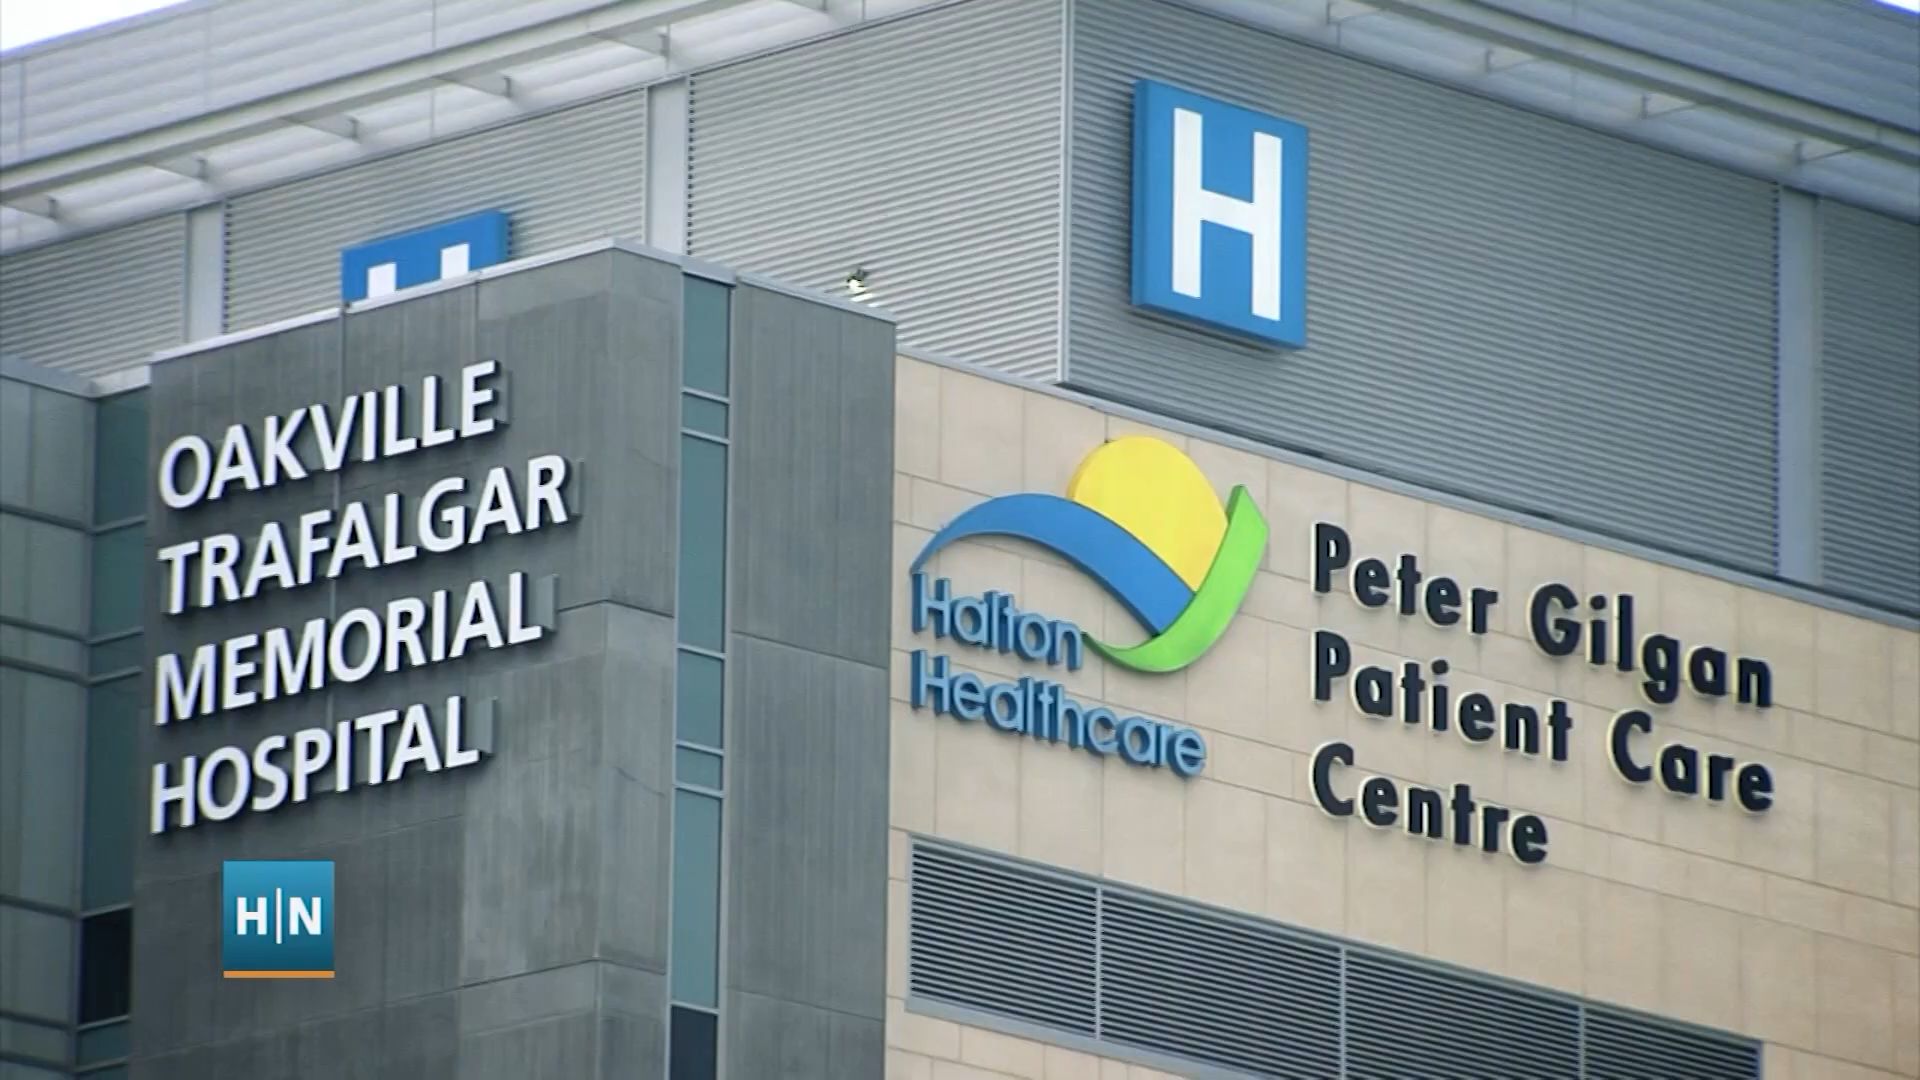 H
H
OAKVILLE
TRAFALGAR
MEMORIAL
HOSPITAL
Halton
Healthcare
Peter Gilgan
Patient Care
Centre
H|N